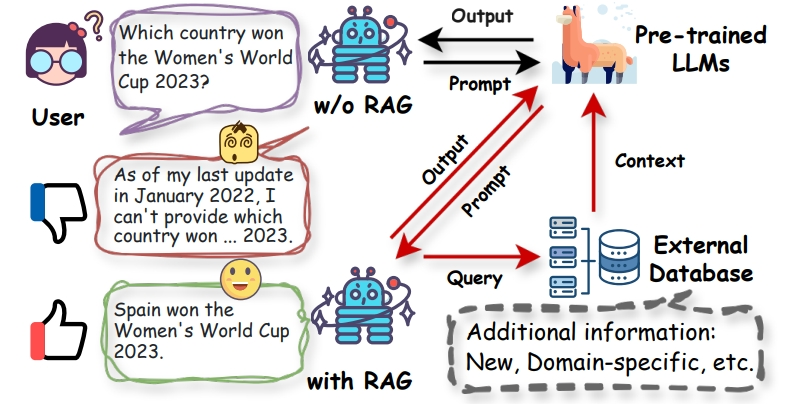 Which country won
the Women's World
Cup 2023?
User
w/o RAG
Output
Prompt
Pre-trained
LLMs
As of my last update
in January 2022, I
can't provide which
country won ... 2023.
Output
Prompt
Context
Query
External
Database
Spain won the
Women's World Cup
2023.
with RAG
Additional information:
New, Domain-specific, etc.